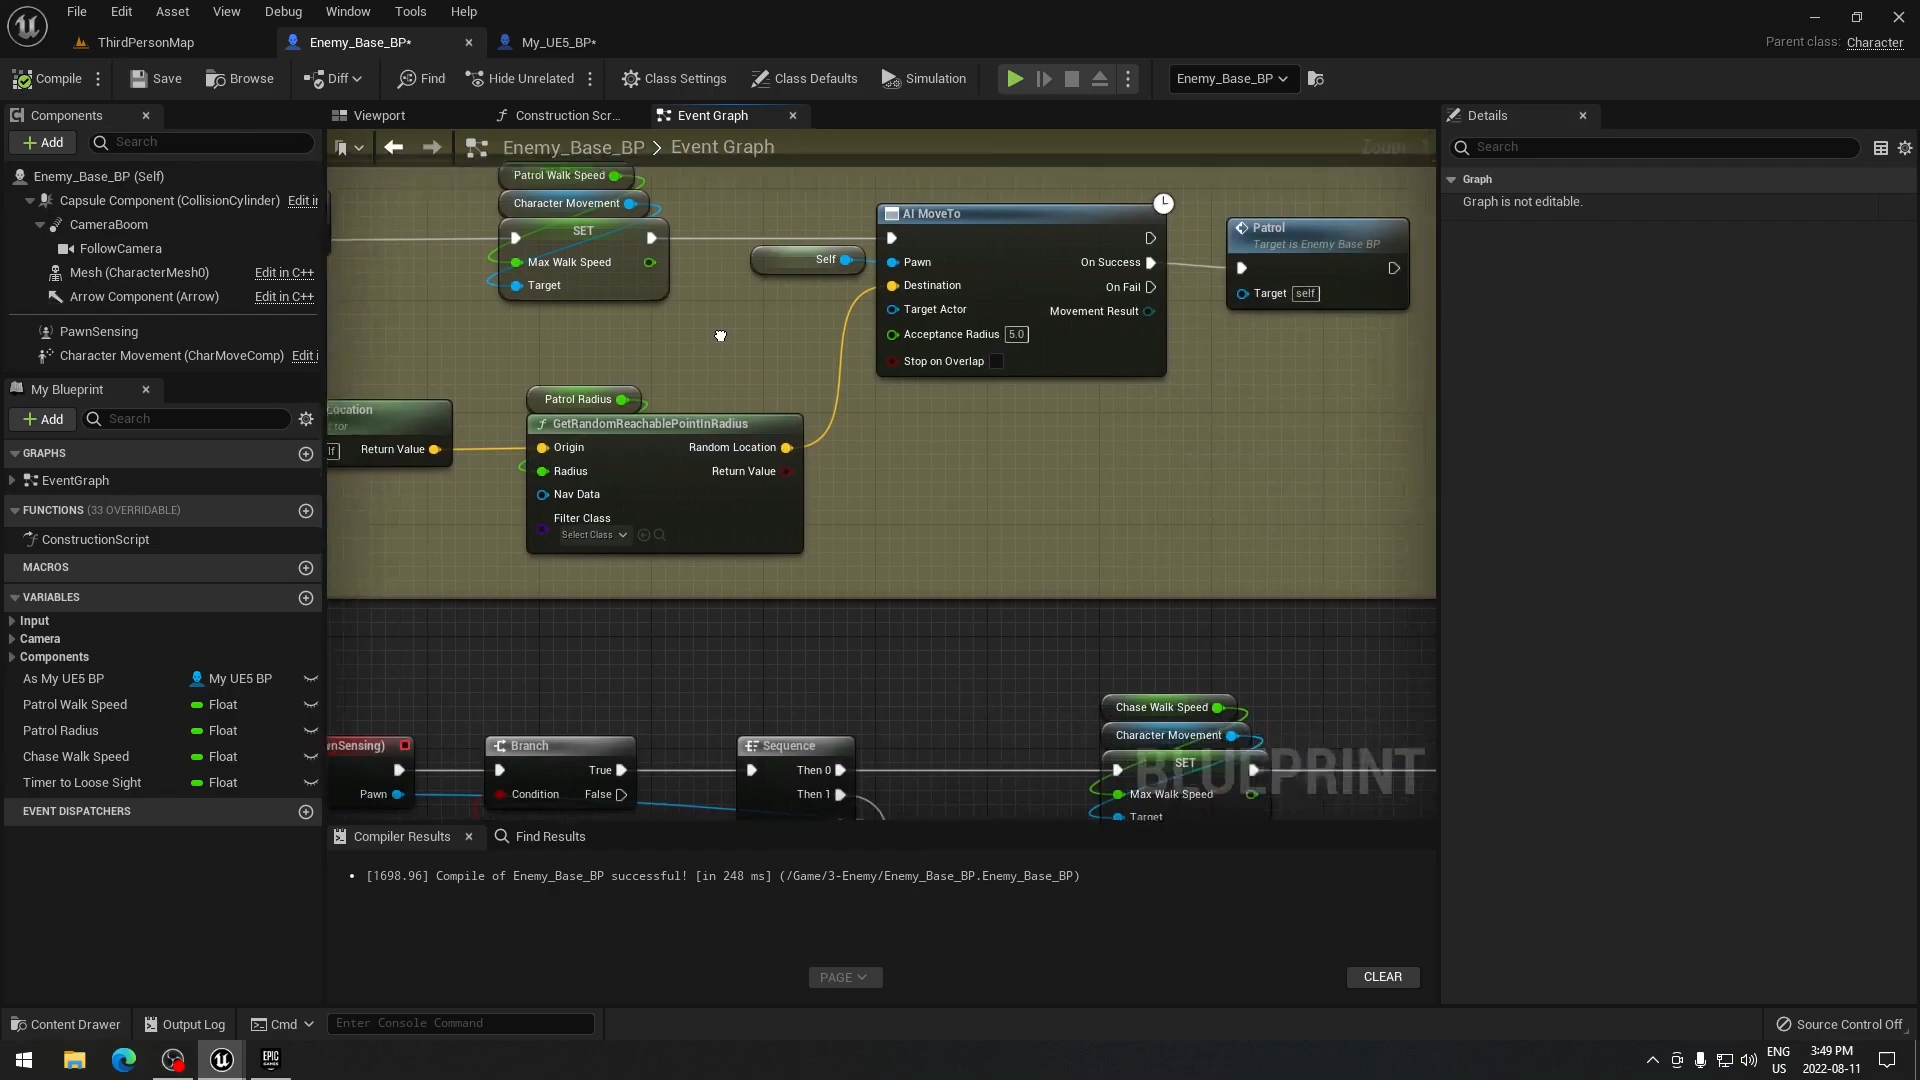 File Edit Asset View Debug Window Tools Help
ThirdPersonMap Enemy_Base_BP* My_UE5_BP*
Parent class: Character
Compile Save Browse Diff Find Hide Unrelated Class Settings Class Defaults Simulation Enemy_Base_BP
Components
Add Search
Enemy_Base_BP (Self)
Capsule Component (CollisionCylinder) Edit in
CameraBoom
FollowCamera
Mesh (CharacterMesh0) Edit in C++
Arrow Component (Arrow) Edit in C++
PawnSensing
Character Movement (CharMoveComp) Edit i
My Blueprint
Add Search
GRAPHS
EventGraph
FUNCTIONS (33 OVERRIDABLE)
ConstructionScript
MACROS
VARIABLES
Input
Camera
Components
As My UE5 BP My UE5 BP
Patrol Walk Speed Float
Patrol Radius Float
Chase Walk Speed Float
Timer to Loose Sight Float
EVENT DISPATCHERS
Viewport Construction Scr... Event Graph
Enemy_Base_BP > Event Graph
Zoom
Patrol Walk Speed
Character Movement
SET
Max Walk Speed
Target
Self
AI MoveTo
Pawn On Success
Destination On Fail
Target Actor Movement Result
Acceptance Radius 5.0
Stop on Overlap
Patrol
Target is Enemy Base BP
Target self
Location
tor
lf Return Value
Patrol Radius
GetRandomReachablePointInRadius
Origin Random Location
Radius Return Value
Nav Data
Filter Class
Select Class
wnSensing)
Pawn
Branch
True
Condition False
Sequence
Then 0
Then 1
Chase Walk Speed
Character Movement
SET
Max Walk Speed
Target
BLUEPRINT
Compiler Results Find Results
• [1698.96] Compile of Enemy_Base_BP successful! [in 248 ms] (/Game/3-Enemy/Enemy_Base_BP.Enemy_Base_BP)
PAGE CLEAR
Details
Search
Graph
Graph is not editable.
Content Drawer Output Log Cmd Enter Console Command Source Control Off
EPIC
GAMES
ENG
US
3:49 PM
2022-08-11